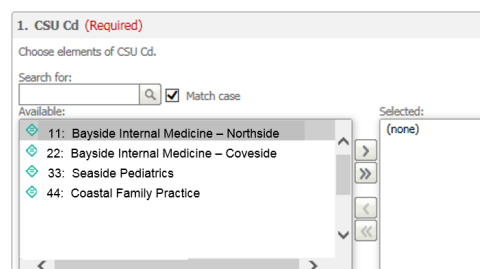 1. CSU Cd (Required)
Choose elements of CSU Cd.
Search for:
Match case
Available:
Selected:
11: Bayside Internal Medicine – Northside
22: Bayside Internal Medicine – Coveside
33: Seaside Pediatrics
44: Coastal Family Practice
(none)